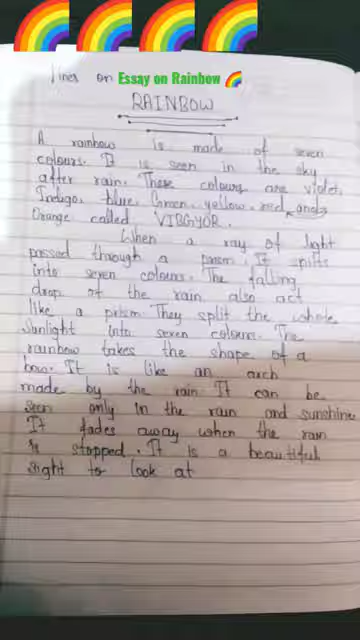 lines on Essay on Rainbow 🌈
RAINBOW
A rainbow is made of seven
colours. It is seen in the sky
after rain. These colours are violet,
Indigo, blue, Green, yellow, red, and
Orange called VIBGYOR.
When a ray of light
passed through a prism. It splits
into seven colours. The falling
drop of the rain also act
like a prism They split the whole
sunlight into seven colours. The
rainbow takes the shape of a
bow. It is like an arch
made by the rain. It can be
seen only in the rain and sunshine
It fades away when the rain
is stopped. It is a beautiful
sight to look at